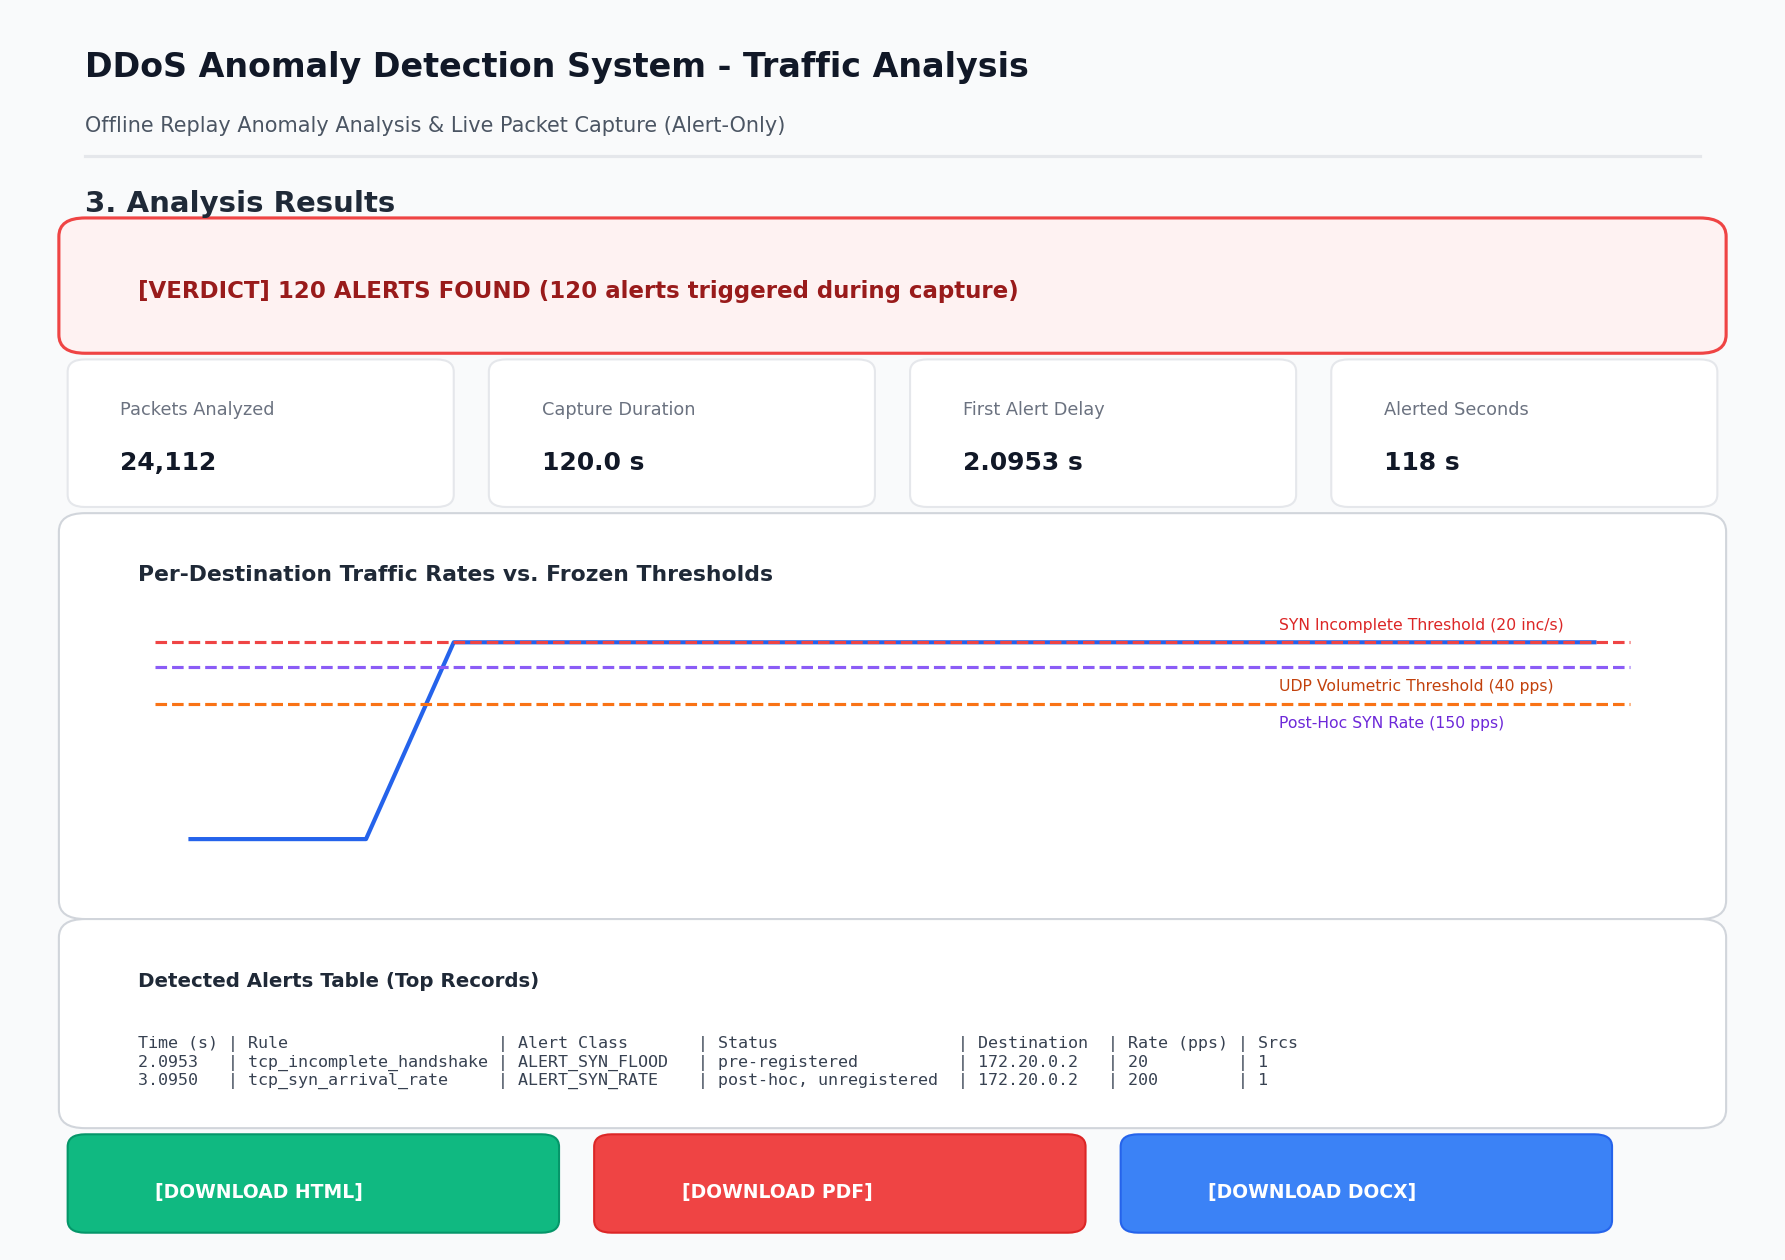 DDoS Anomaly Detection System - Traffic Analysis
Offline Replay Anomaly Analysis & Live Packet Capture (Alert-Only)
3. Analysis Results
[VERDICT] 120 ALERTS FOUND (120 alerts triggered during capture)
Packets Analyzed
24,112
Capture Duration
120.0 s
First Alert Delay
2.0953 s
Alerted Seconds
118 s
Per-Destination Traffic Rates vs. Frozen Thresholds
SYN Incomplete Threshold (20 inc/s)
UDP Volumetric Threshold (40 pps)
Post-Hoc SYN Rate (150 pps)
Detected Alerts Table (Top Records)
Time (s) | Rule                     | Alert Class       | Status                  | Destination  | Rate (pps) | Srcs
2.0953   | tcp_incomplete_handshake | ALERT_SYN_FLOOD   | pre-registered          | 172.20.0.2   | 20         | 1
3.0950   | tcp_syn_arrival_rate     | ALERT_SYN_RATE    | post-hoc, unregistered  | 172.20.0.2   | 200        | 1
[DOWNLOAD HTML]
[DOWNLOAD PDF]
[DOWNLOAD DOCX]